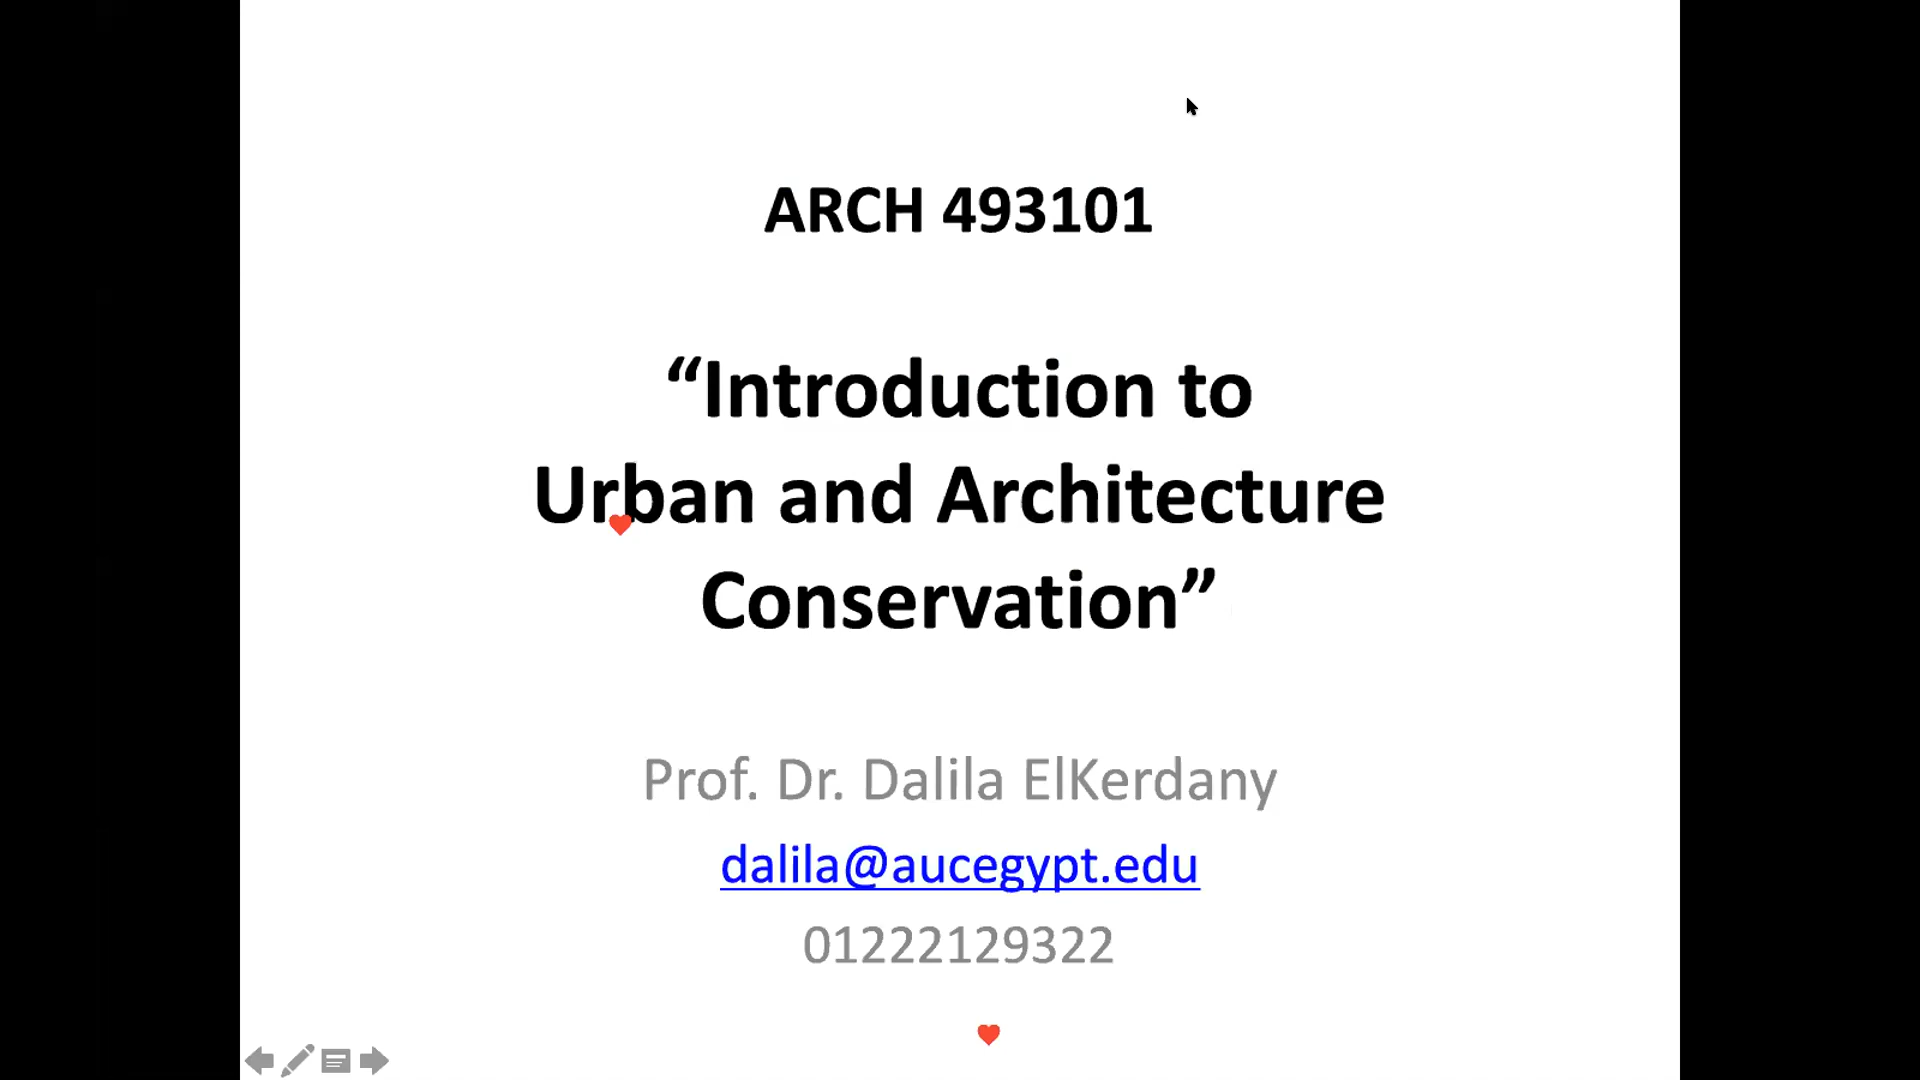 ARCH 493101
“Introduction to
Urban and Architecture
Conservation”
Prof. Dr. Dalila ElKerdany
dalila@aucegypt.edu
01222129322